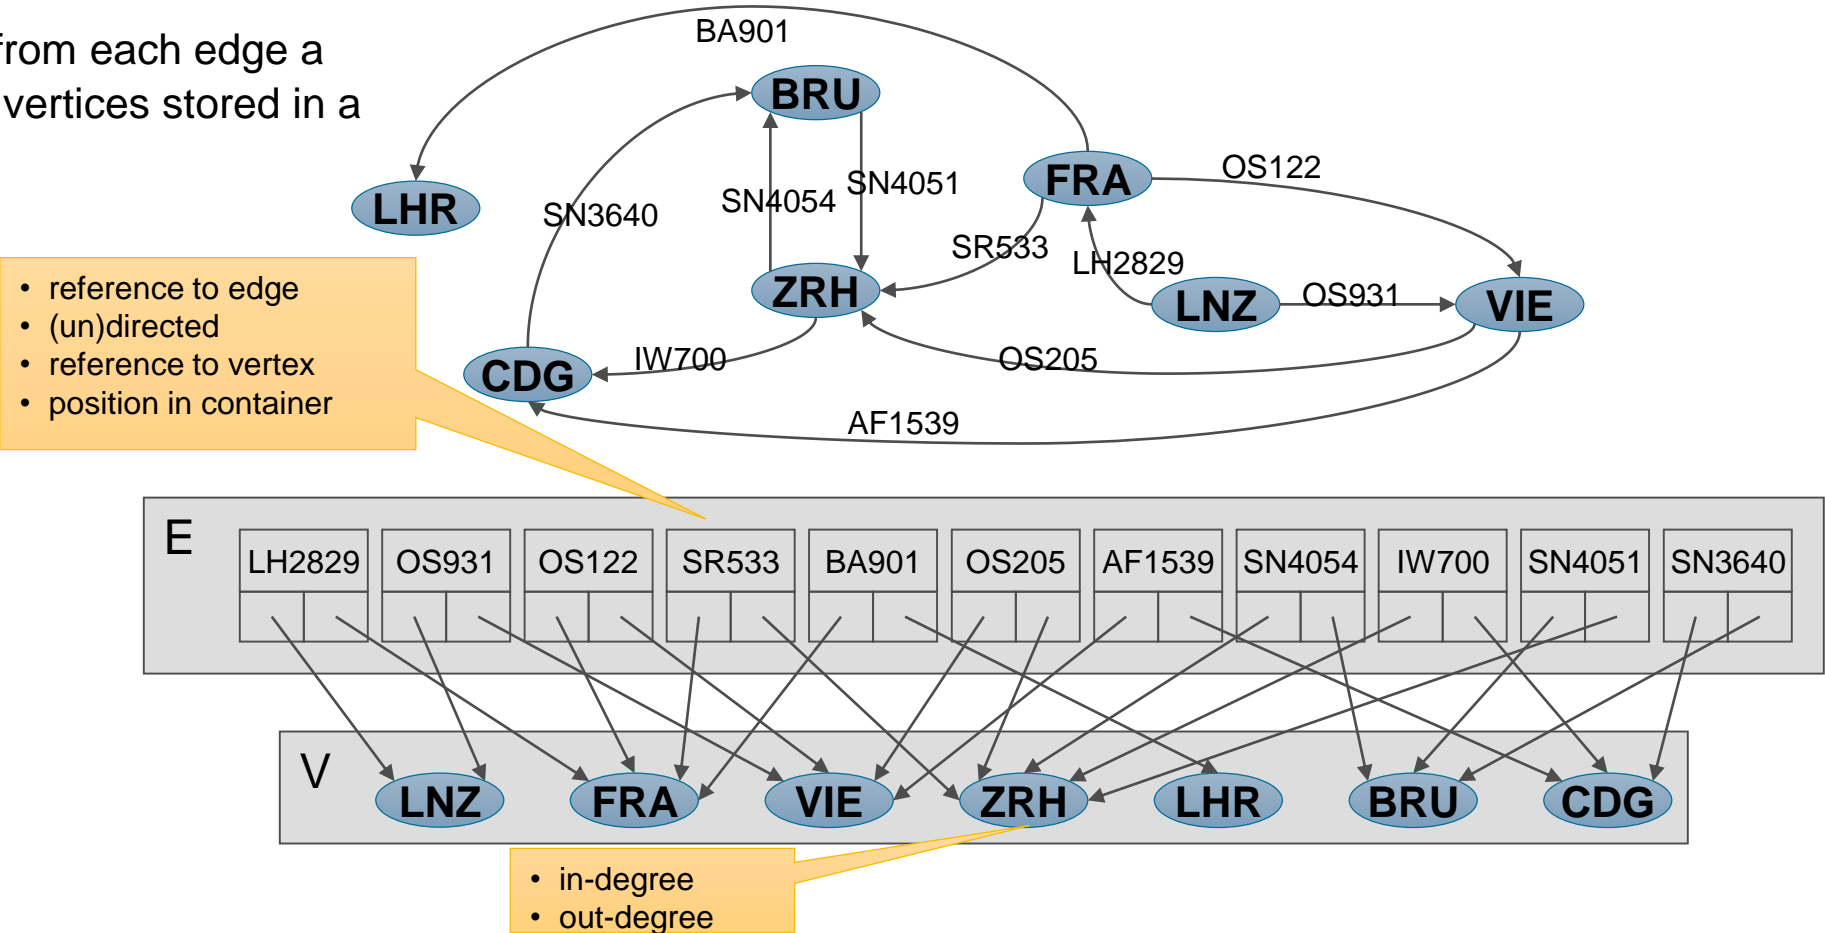 from each edge a
vertices stored in a
BA901
BRU
FRA
OS122
SN4051
SN4054
LHR
SN3640
SR533
LH2829
ZRH
LNZ
OS931
VIE
IW700
OS205
CDG
AF1539
• reference to edge
• (un)directed
• reference to vertex
• position in container
E
LH2829 OS931 OS122 SR533 BA901 OS205 AF1539 SN4054 IW700 SN4051 SN3640
V
LNZ FRA VIE ZRH LHR BRU CDG
• in-degree
• out-degree